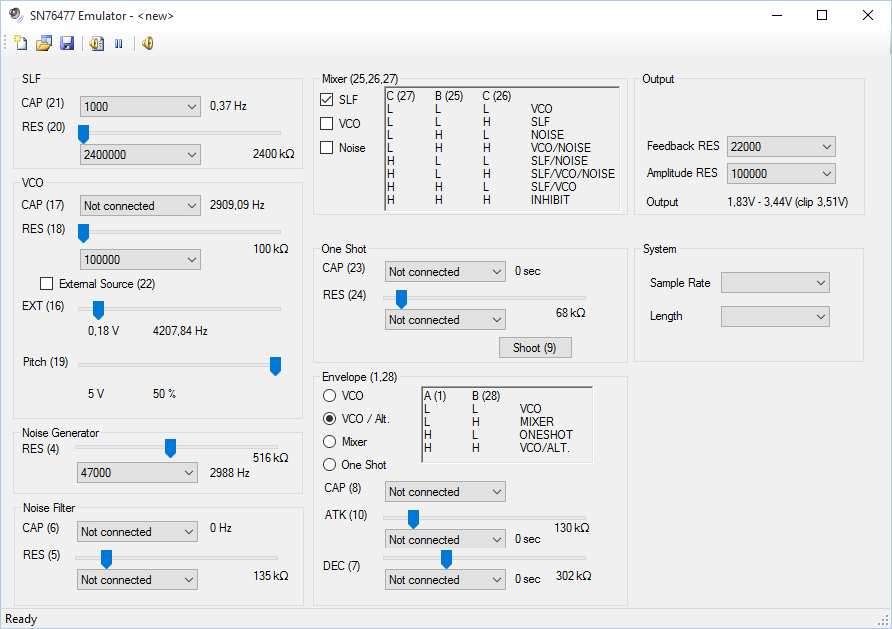 SN76477 Emulator - <new>
SLF
CAP (21) 1000 0,37 Hz
RES (20)
2400000 2400 kΩ
VCO
CAP (17) Not connected 2909,09 Hz
RES (18)
100 kΩ
100000
External Source (22)
EXT (16)
0,18 V 4207,84 Hz
Pitch (19)
5 V 50 %
Noise Generator
RES (4)
516 kΩ
47000 2988 Hz
Noise Filter
CAP (6) Not connected 0 Hz
RES (5)
Not connected 135 kΩ
Mixer (25,26,27)
SLF
VCO
Noise
C (27) B (25) C (26)
L L L VCO
L L H SLF
L H L NOISE
L H H VCO/NOISE
H L L SLF/NOISE
H L H SLF/VCO/NOISE
H H L SLF/VCO
H H H INHIBIT
One Shot
CAP (23) Not connected 0 sec
RES (24)
68 kΩ
Not connected
Shoot (9)
Envelope (1,28)
VCO
VCO / Alt.
Mixer
One Shot
A (1) B (28)
L L VCO
L H MIXER
H L ONESHOT
H H VCO/ALT.
CAP (8) Not connected
ATK (10)
130 kΩ
Not connected 0 sec
DEC (7)
Not connected 0 sec 302 kΩ
Output
Feedback RES 22000
Amplitude RES 100000
Output 1,83V - 3,44V (clip 3,51V)
System
Sample Rate
Length
Ready